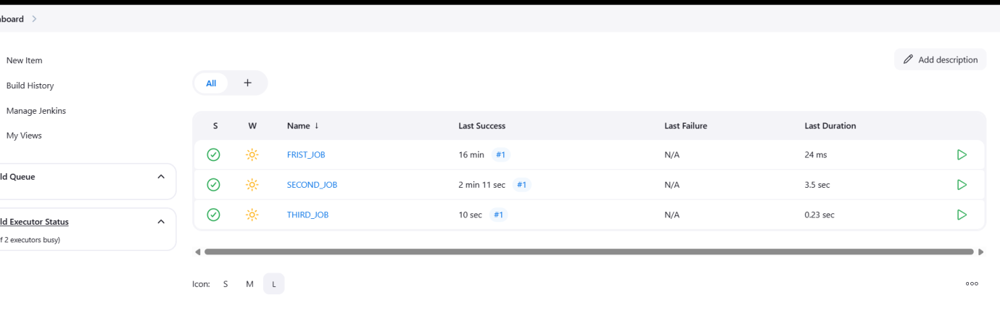 board >
New Item
Build History
Manage Jenkins
My Views
ld Queue
ld Executor Status
f 2 executors busy)
Add description
All +
S W Name ↓ Last Success Last Failure Last Duration
FRIST_JOB 16 min #1 N/A 24 ms
SECOND_JOB 2 min 11 sec #1 N/A 3.5 sec
THIRD_JOB 10 sec #1 N/A 0.23 sec
Icon: S M L